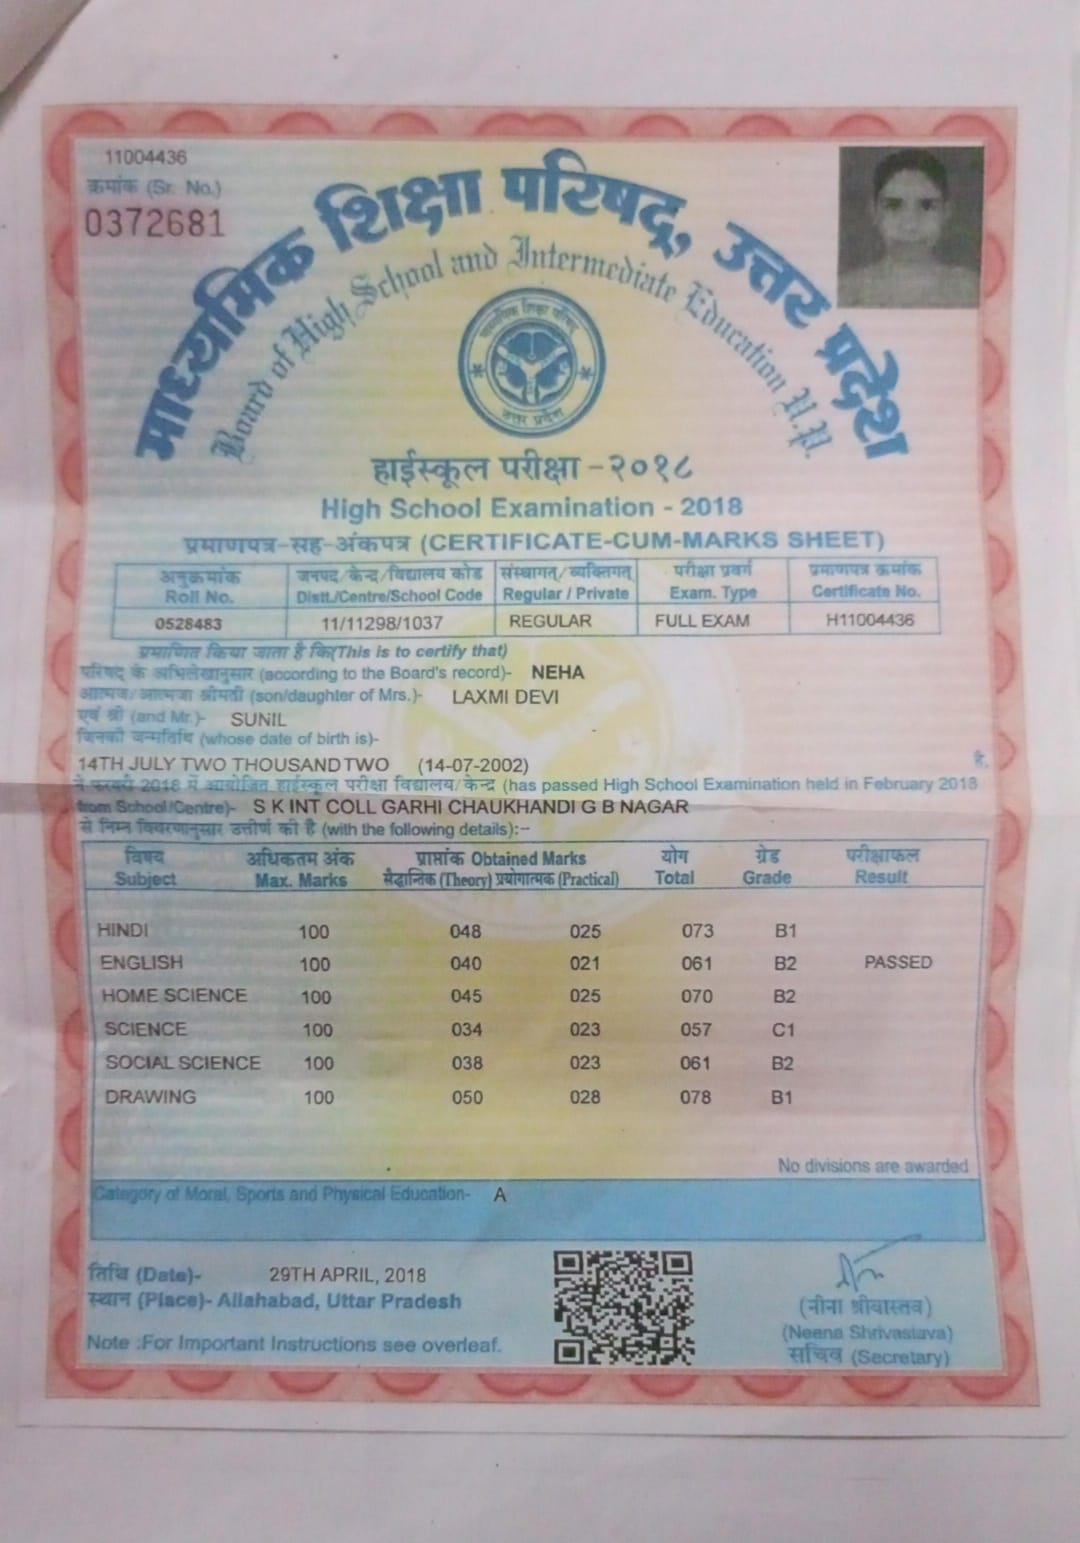 11004436
क्रमांक (Sr. No.)
0372681
माध्यमिक शिक्षा परिषद्, उत्तर प्रदेश
Board of High School and Intermediate Education U.P.
माध्यमिक शिक्षा परिषद्
उत्तर प्रदेश
हाईस्कूल परीक्षा -२०१८
High School Examination - 2018
प्रमाणपत्र-सह-अंकपत्र (CERTIFICATE-CUM-MARKS SHEET)
अनुक्रमांक जनपद/केन्द्र/विद्यालय कोड संस्थागत/व्यक्तिगत परीक्षा प्रवर्ग प्रमाणपत्र क्रमांक
Roll No. Distt./Centre/School Code Regular / Private Exam. Type Certificate No.
0528483 11/11298/1037 REGULAR FULL EXAM H11004436
प्रमाणित किया जाता है कि(This is to certify that)
परिषद् के अभिलेखानुसार (according to the Board's record)- NEHA
आत्मज/आत्मजा श्रीमती (son/daughter of Mrs.)- LAXMI DEVI
एवं श्री (and Mr.)- SUNIL
जिनकी जन्मतिथि (whose date of birth is)-
14TH JULY TWO THOUSAND TWO (14-07-2002) है,
ने फरवरी 2018 में आयोजित हाईस्कूल परीक्षा विद्यालय/केन्द्र (has passed High School Examination held in February 2018
from School/Centre)- S K INT COLL GARHI CHAUKHANDI G B NAGAR
से निम्न विवरणानुसार उत्तीर्ण की है (with the following details):--
विषय अधिकतम अंक प्राप्तांक Obtained Marks योग ग्रेड परीक्षाफल
Subject Max. Marks सैद्धान्तिक (Theory) प्रयोगात्मक (Practical) Total Grade Result
HINDI 100 048 025 073 B1
ENGLISH 100 040 021 061 B2 PASSED
HOME SCIENCE 100 045 025 070 B2
SCIENCE 100 034 023 057 C1
SOCIAL SCIENCE 100 038 023 061 B2
DRAWING 100 050 028 078 B1
No divisions are awarded
Category of Moral, Sports and Physical Education- A
तिथि (Date)- 29TH APRIL, 2018
स्थान (Place)- Allahabad, Uttar Pradesh
Note :For Important Instructions see overleaf.
(नीना श्रीवास्तव)
(Neena Shrivastava)
सचिव (Secretary)